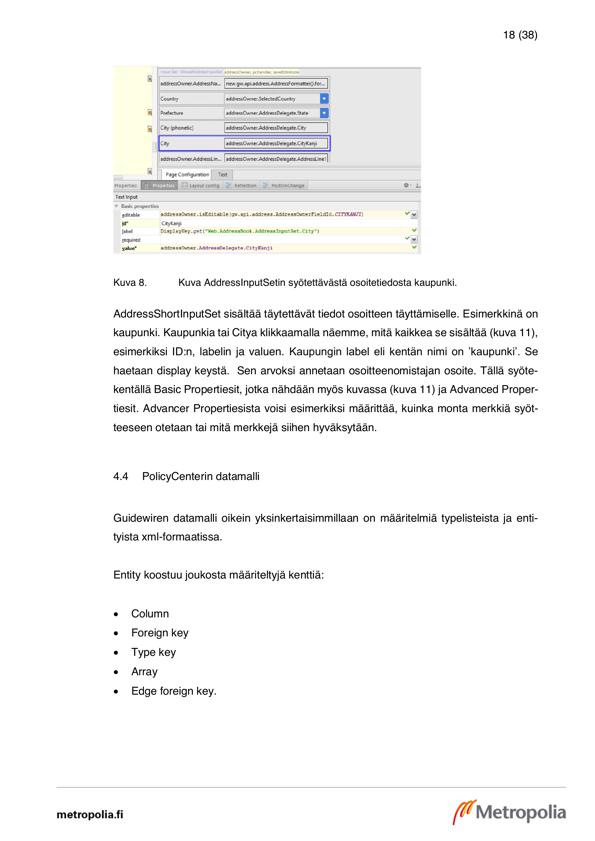 18 (38)
addressOwner.AddressNa... new gw.api.address.AddressFormatter().for...
Country addressOwner.SelectedCountry
Prefecture addressOwner.AddressDelegate.State
City (phonetic) addressOwner.AddressDelegate.City
City addressOwner.AddressDelegate.CityKanji
addressOwner.AddressLin... addressOwner.AddressDelegate.AddressLine1
Page Configuration Text
Properties: Properties Layout config Reflection PostOnChange
Text Input
Basic properties
editable addressOwner.isEditable(gw.api.address.AddressOwnerFieldId.CITYKANJI)
id* CityKanji
label DisplayKey.get("Web.AddressBook.AddressInputSet.City")
required
value* addressOwner.AddressDelegate.CityKanji
Kuva 8. Kuva AddressInputSetin syötettävästä osoitetiedosta kaupunki.
AddressShortInputSet sisältää täytettävät tiedot osoitteen täyttämiselle. Esimerkkinä on
kaupunki. Kaupunkia tai Citya klikkaamalla näemme, mitä kaikkea se sisältää (kuva 11),
esimerkiksi ID:n, labelin ja valuen. Kaupungin label eli kentän nimi on ’kaupunki’. Se
haetaan display keystä. Sen arvoksi annetaan osoitteenomistajan osoite. Tällä syöte-
kentällä Basic Propertiesit, jotka nähdään myös kuvassa (kuva 11) ja Advanced Proper-
tiesit. Advancer Propertiesista voisi esimerkiksi määrittää, kuinka monta merkkiä syöt-
teeseen otetaan tai mitä merkkejä siihen hyväksytään.
4.4 PolicyCenterin datamalli
Guidewiren datamalli oikein yksinkertaisimmillaan on määritelmiä typelisteista ja enti-
tyista xml-formaatissa.
Entity koostuu joukosta määriteltyjä kenttiä:
• Column
• Foreign key
• Type key
• Array
• Edge foreign key.
metropolia.fi
Metropolia